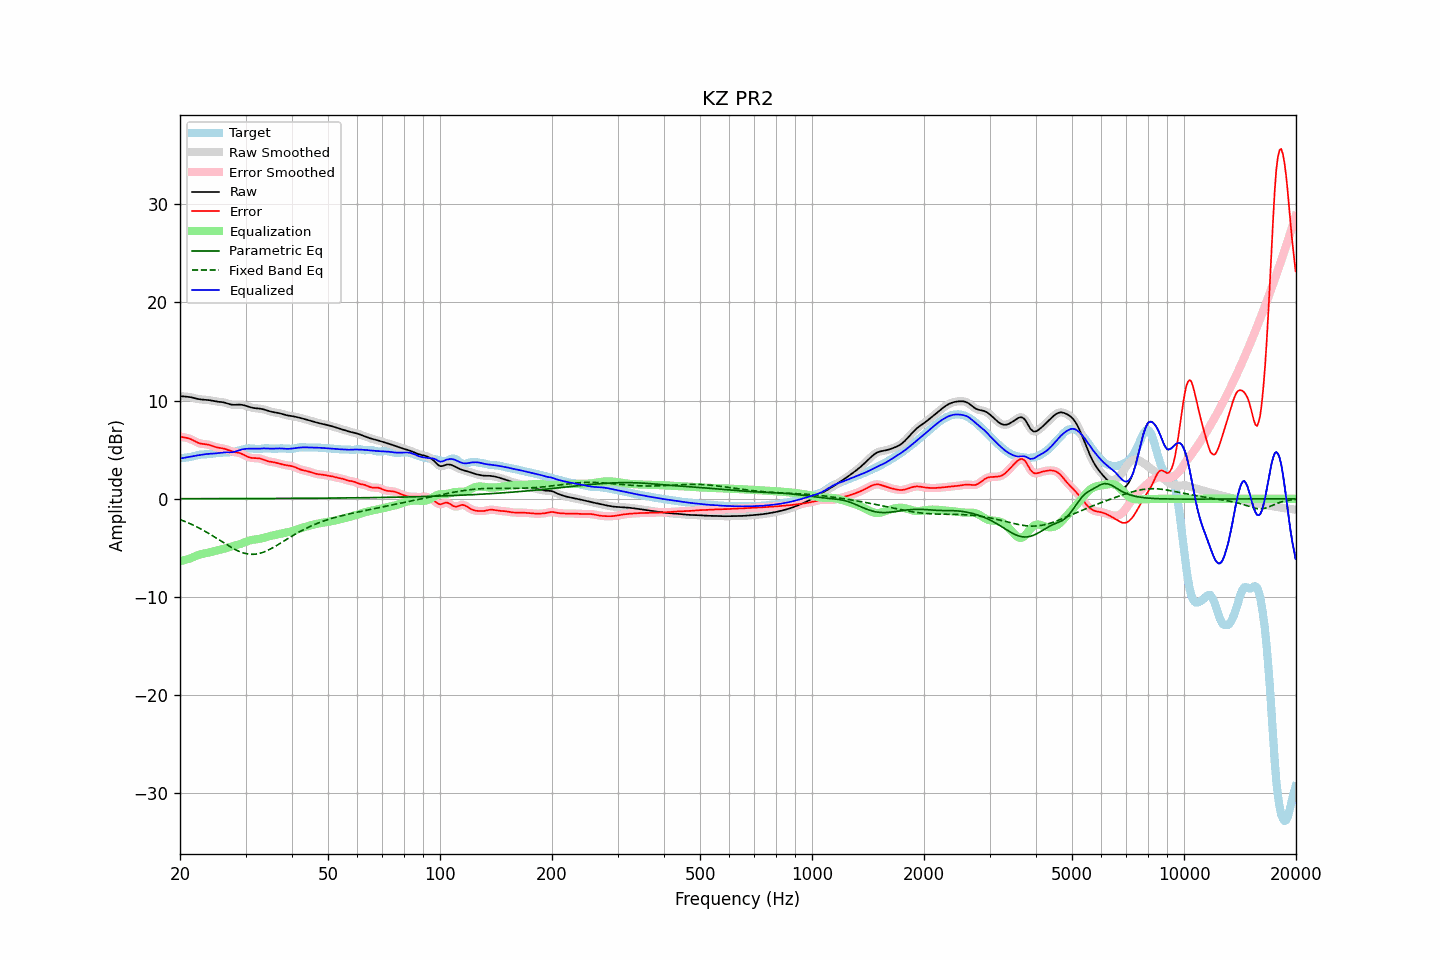 KZ PR2
Target
Raw Smoothed
Error Smoothed
Raw
Error
Equalization
Parametric Eq
Fixed Band Eq
Equalized
Amplitude (dBr)
30
20
10
0
−10
−20
−30
20 50 100 200 500 1000 2000 5000 10000 20000
Frequency (Hz)